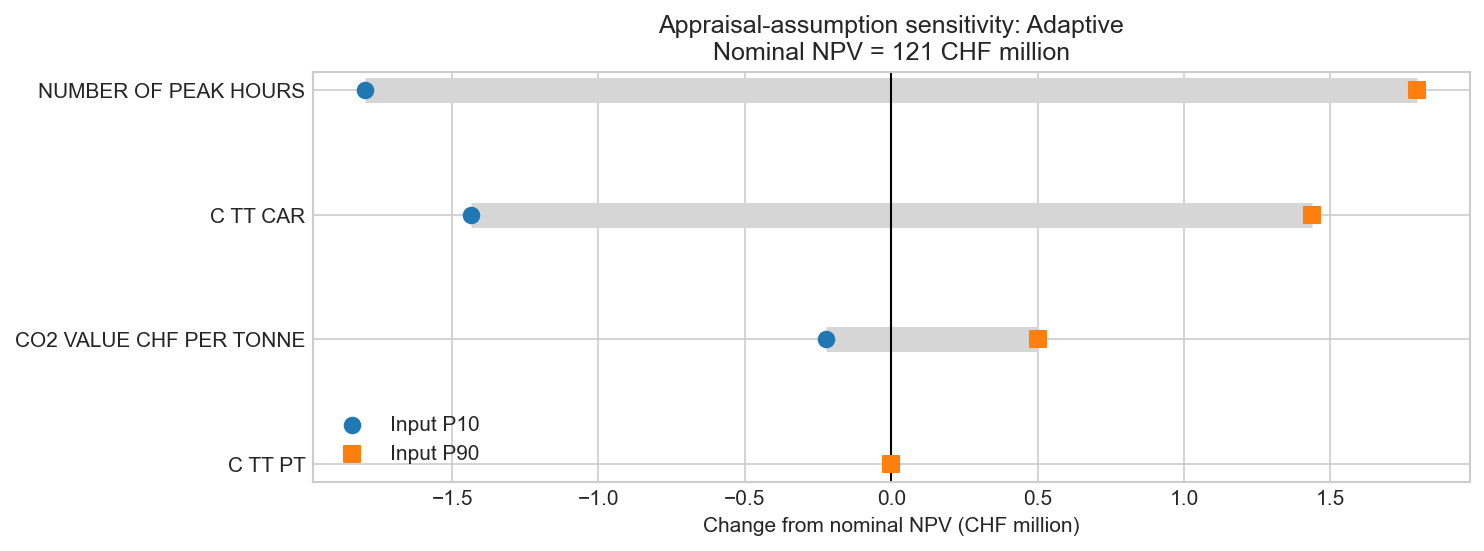 Appraisal-assumption sensitivity: Adaptive
Nominal NPV = 121 CHF million
NUMBER OF PEAK HOURS
C TT CAR
CO2 VALUE CHF PER TONNE
C TT PT
Input P10
Input P90
−1.5 −1.0 −0.5 0.0 0.5 1.0 1.5
Change from nominal NPV (CHF million)